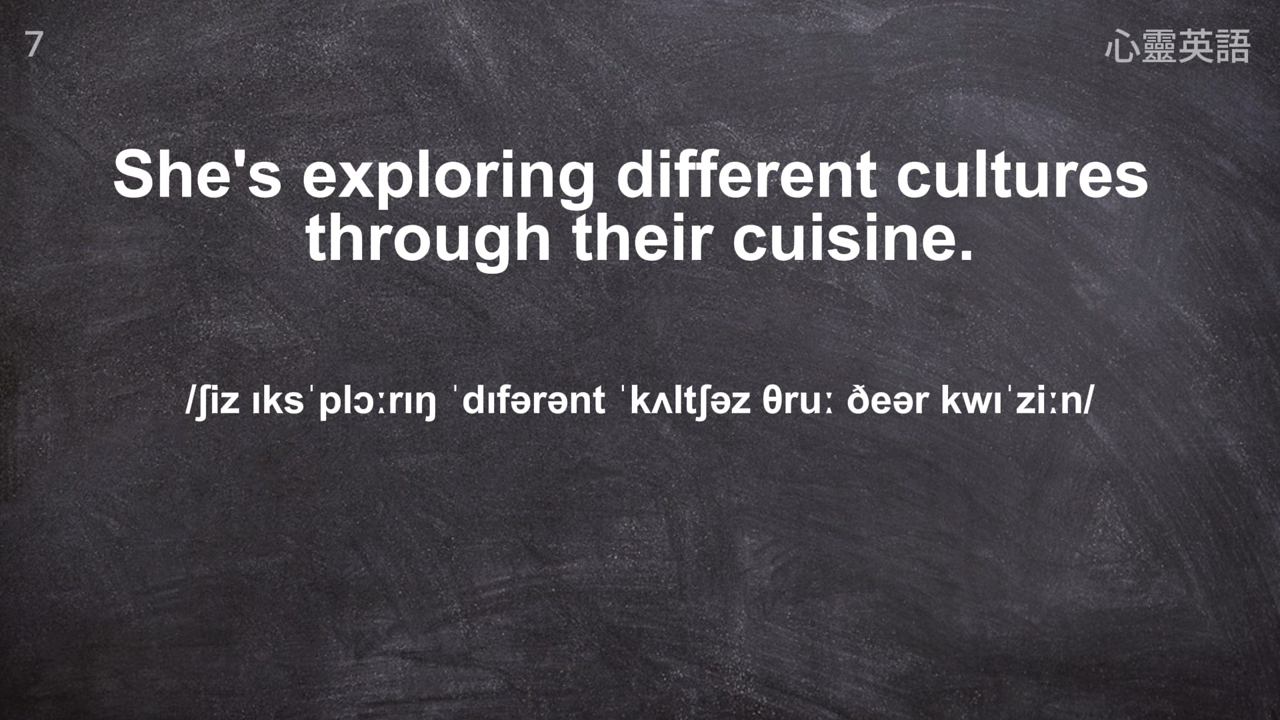 7
心靈英語
She's exploring different cultures
through their cuisine.
/ʃiz ɪksˈplɔːrɪŋ ˈdɪfərənt ˈkʌltʃəz θruː ðeər kwɪˈziːn/